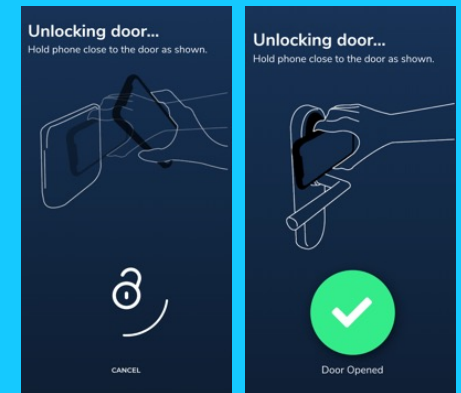 Unlocking door...
Hold phone close to the door as shown.
CANCEL
Unlocking door...
Hold phone close to the door as shown.
Door Opened